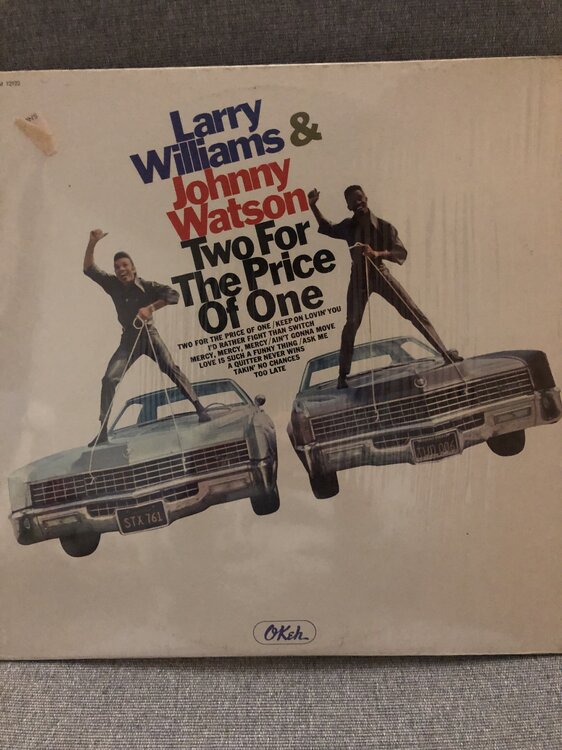 Larry
Williams &
Johnny
Watson
Two For
The Price
Of One
TWO FOR THE PRICE OF ONE/KEEP ON LOVIN' YOU
I'D RATHER FIGHT THAN SWITCH
MERCY, MERCY, MERCY/AIN'T GONNA MOVE
LOVE IS SUCH A FUNNY THING/ASK ME
A QUITTER NEVER WINS
TAKIN' NO CHANCES
TOO LATE
STX 761
OKeh